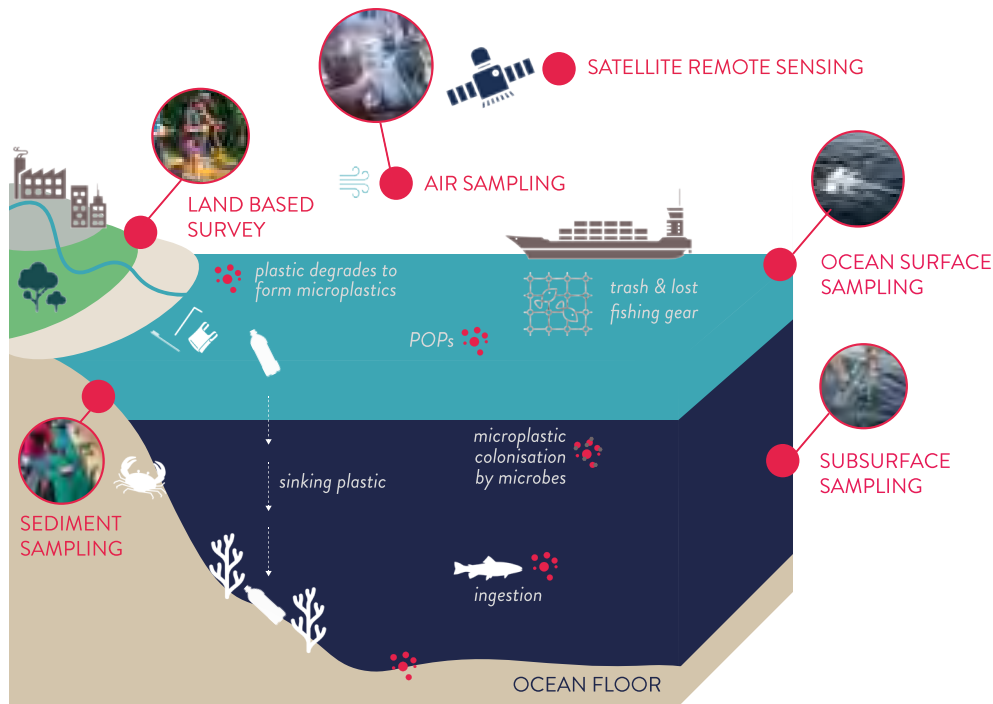 SATELLITE REMOTE SENSING
AIR SAMPLING
LAND BASED
SURVEY
OCEAN SURFACE
SAMPLING
plastic degrades to
form microplastics
trash & lost
fishing gear
POPs
microplastic
colonisation
by microbes
SUBSURFACE
SAMPLING
sinking plastic
SEDIMENT
SAMPLING
ingestion
OCEAN FLOOR